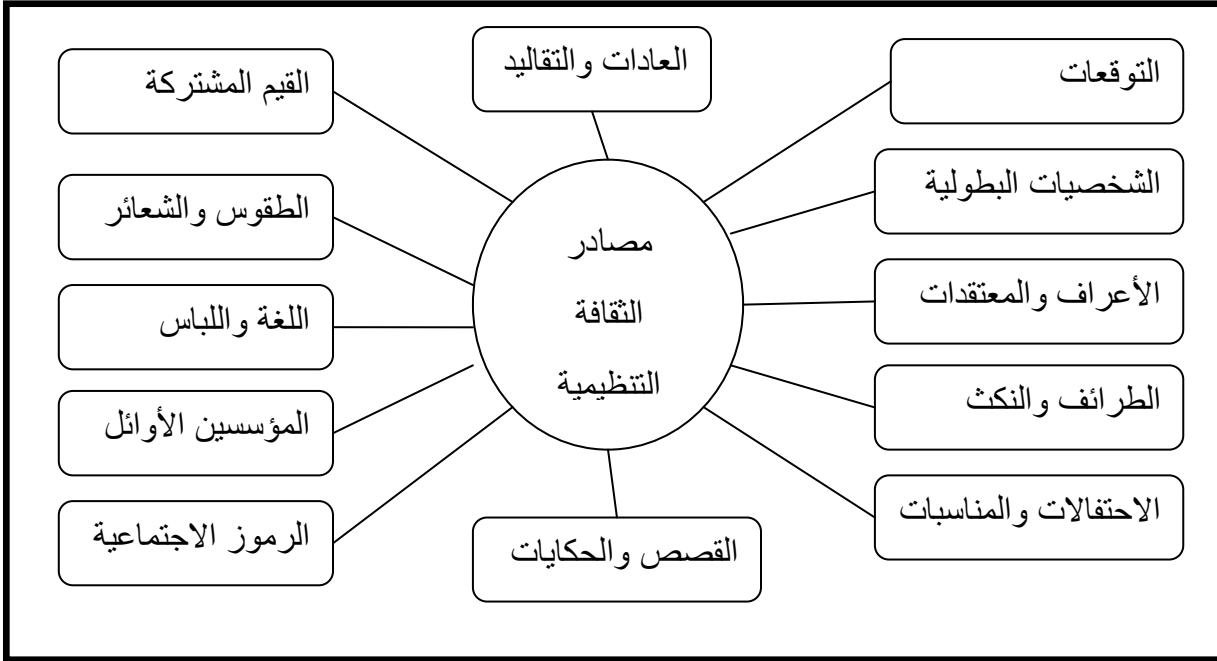 العادات والتقاليد
التوقعات
القيم المشتركة
الشخصيات البطولية
الطقوس والشعائر
مصادر
الثقافة
التنظيمية
الأعراف والمعتقدات
اللغة واللباس
الطرائف والنكث
المؤسسين الأوائل
الاحتفالات والمناسبات
الرموز الاجتماعية
القصص والحكايات